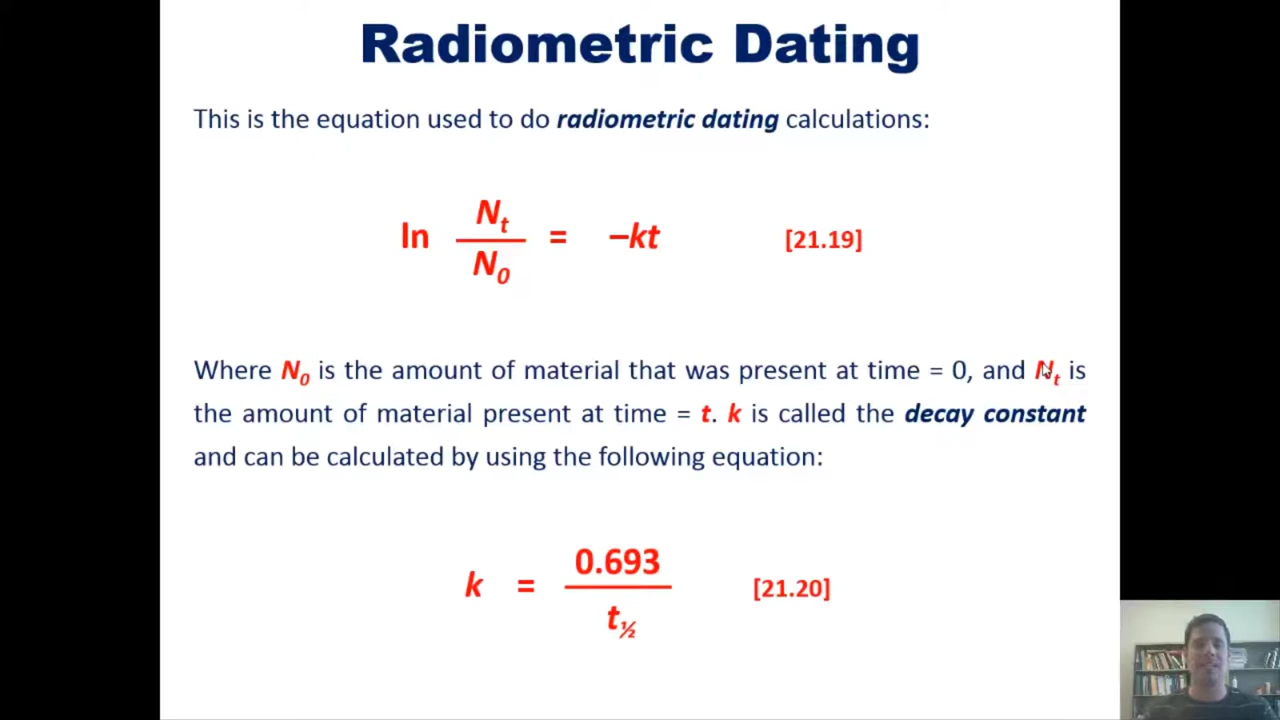 Radiometric Dating
This is the equation used to do radiometric dating calculations:
ln Nt / N0 = –kt [21.19]
Where N0 is the amount of material that was present at time = 0, and Nt is
the amount of material present at time = t. k is called the decay constant
and can be calculated by using the following equation:
k = 0.693 / t½ [21.20]